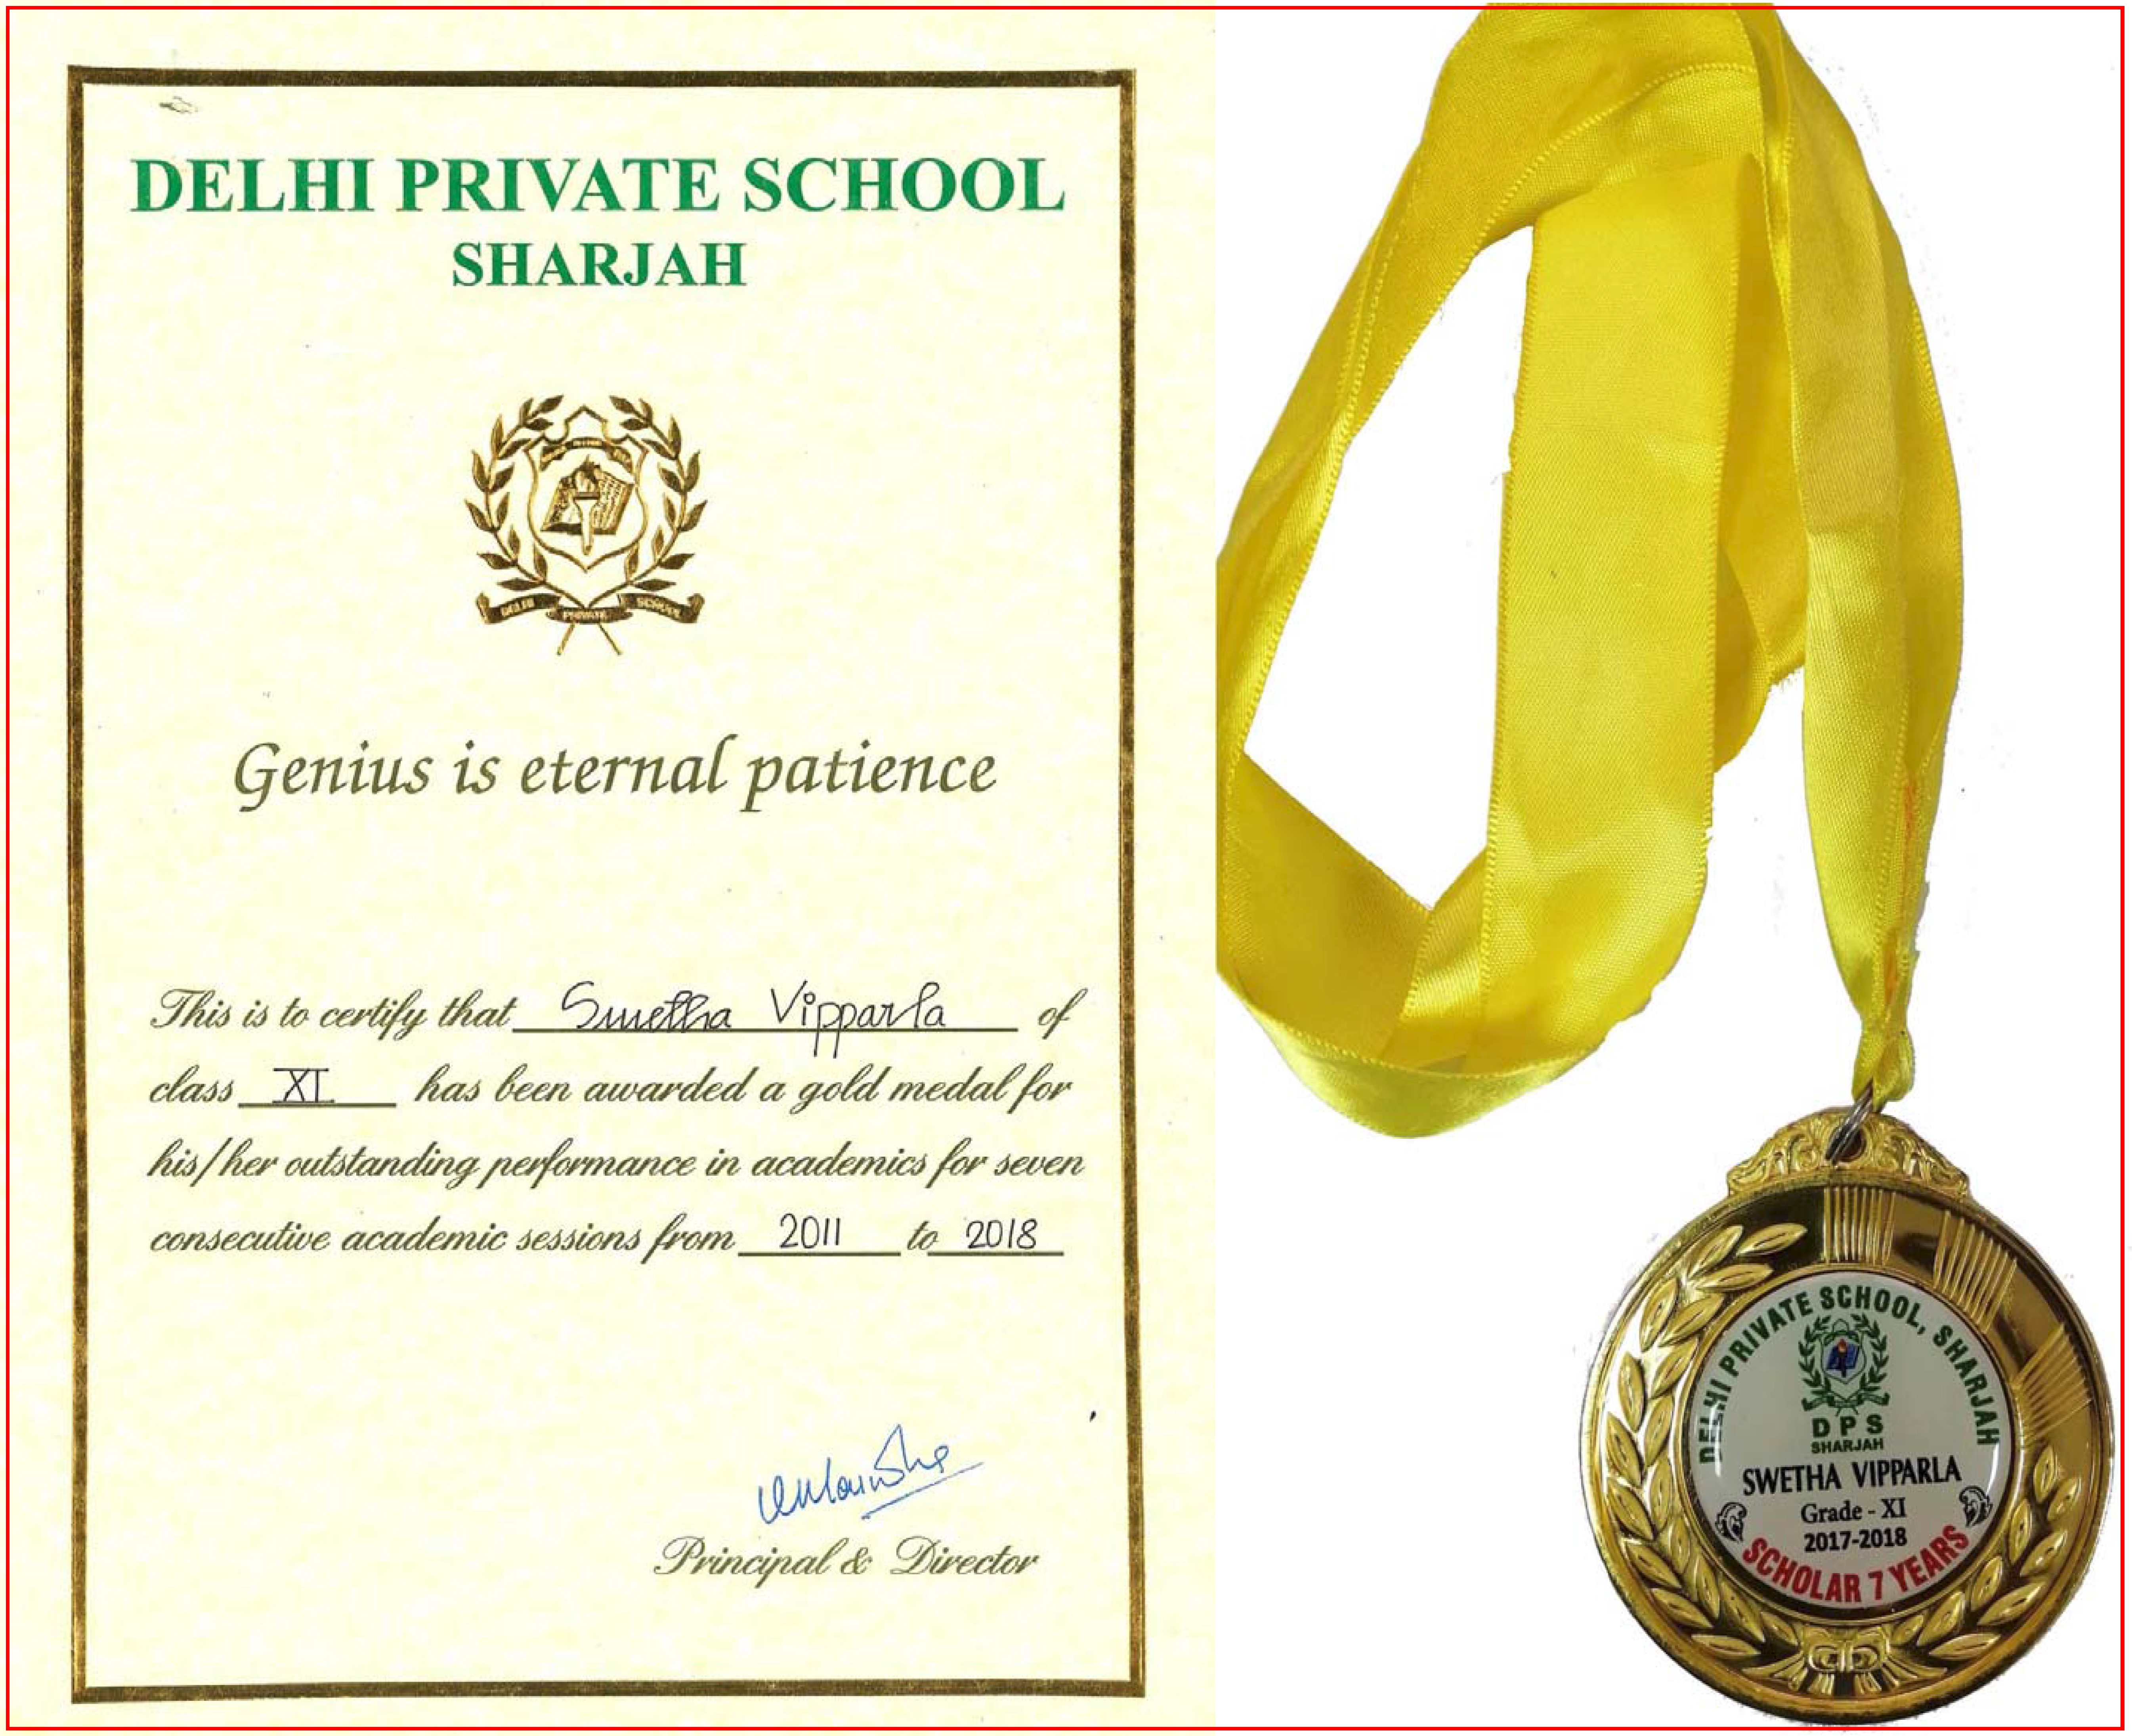 DELHI PRIVATE SCHOOL
SHARJAH
DELHI PRIVATE SCHOOL
Genius is eternal patience
This is to certify that Swetha Vipparla of
class XI has been awarded a gold medal for
his/her outstanding performance in academics for seven
consecutive academic sessions from 2011 to 2018
Principal & Director
DELHI PRIVATE SCHOOL, SHARJAH
DPS
SHARJAH
SWETHA VIPPARLA
Grade - XI
2017-2018
SCHOLAR 7 YEARS